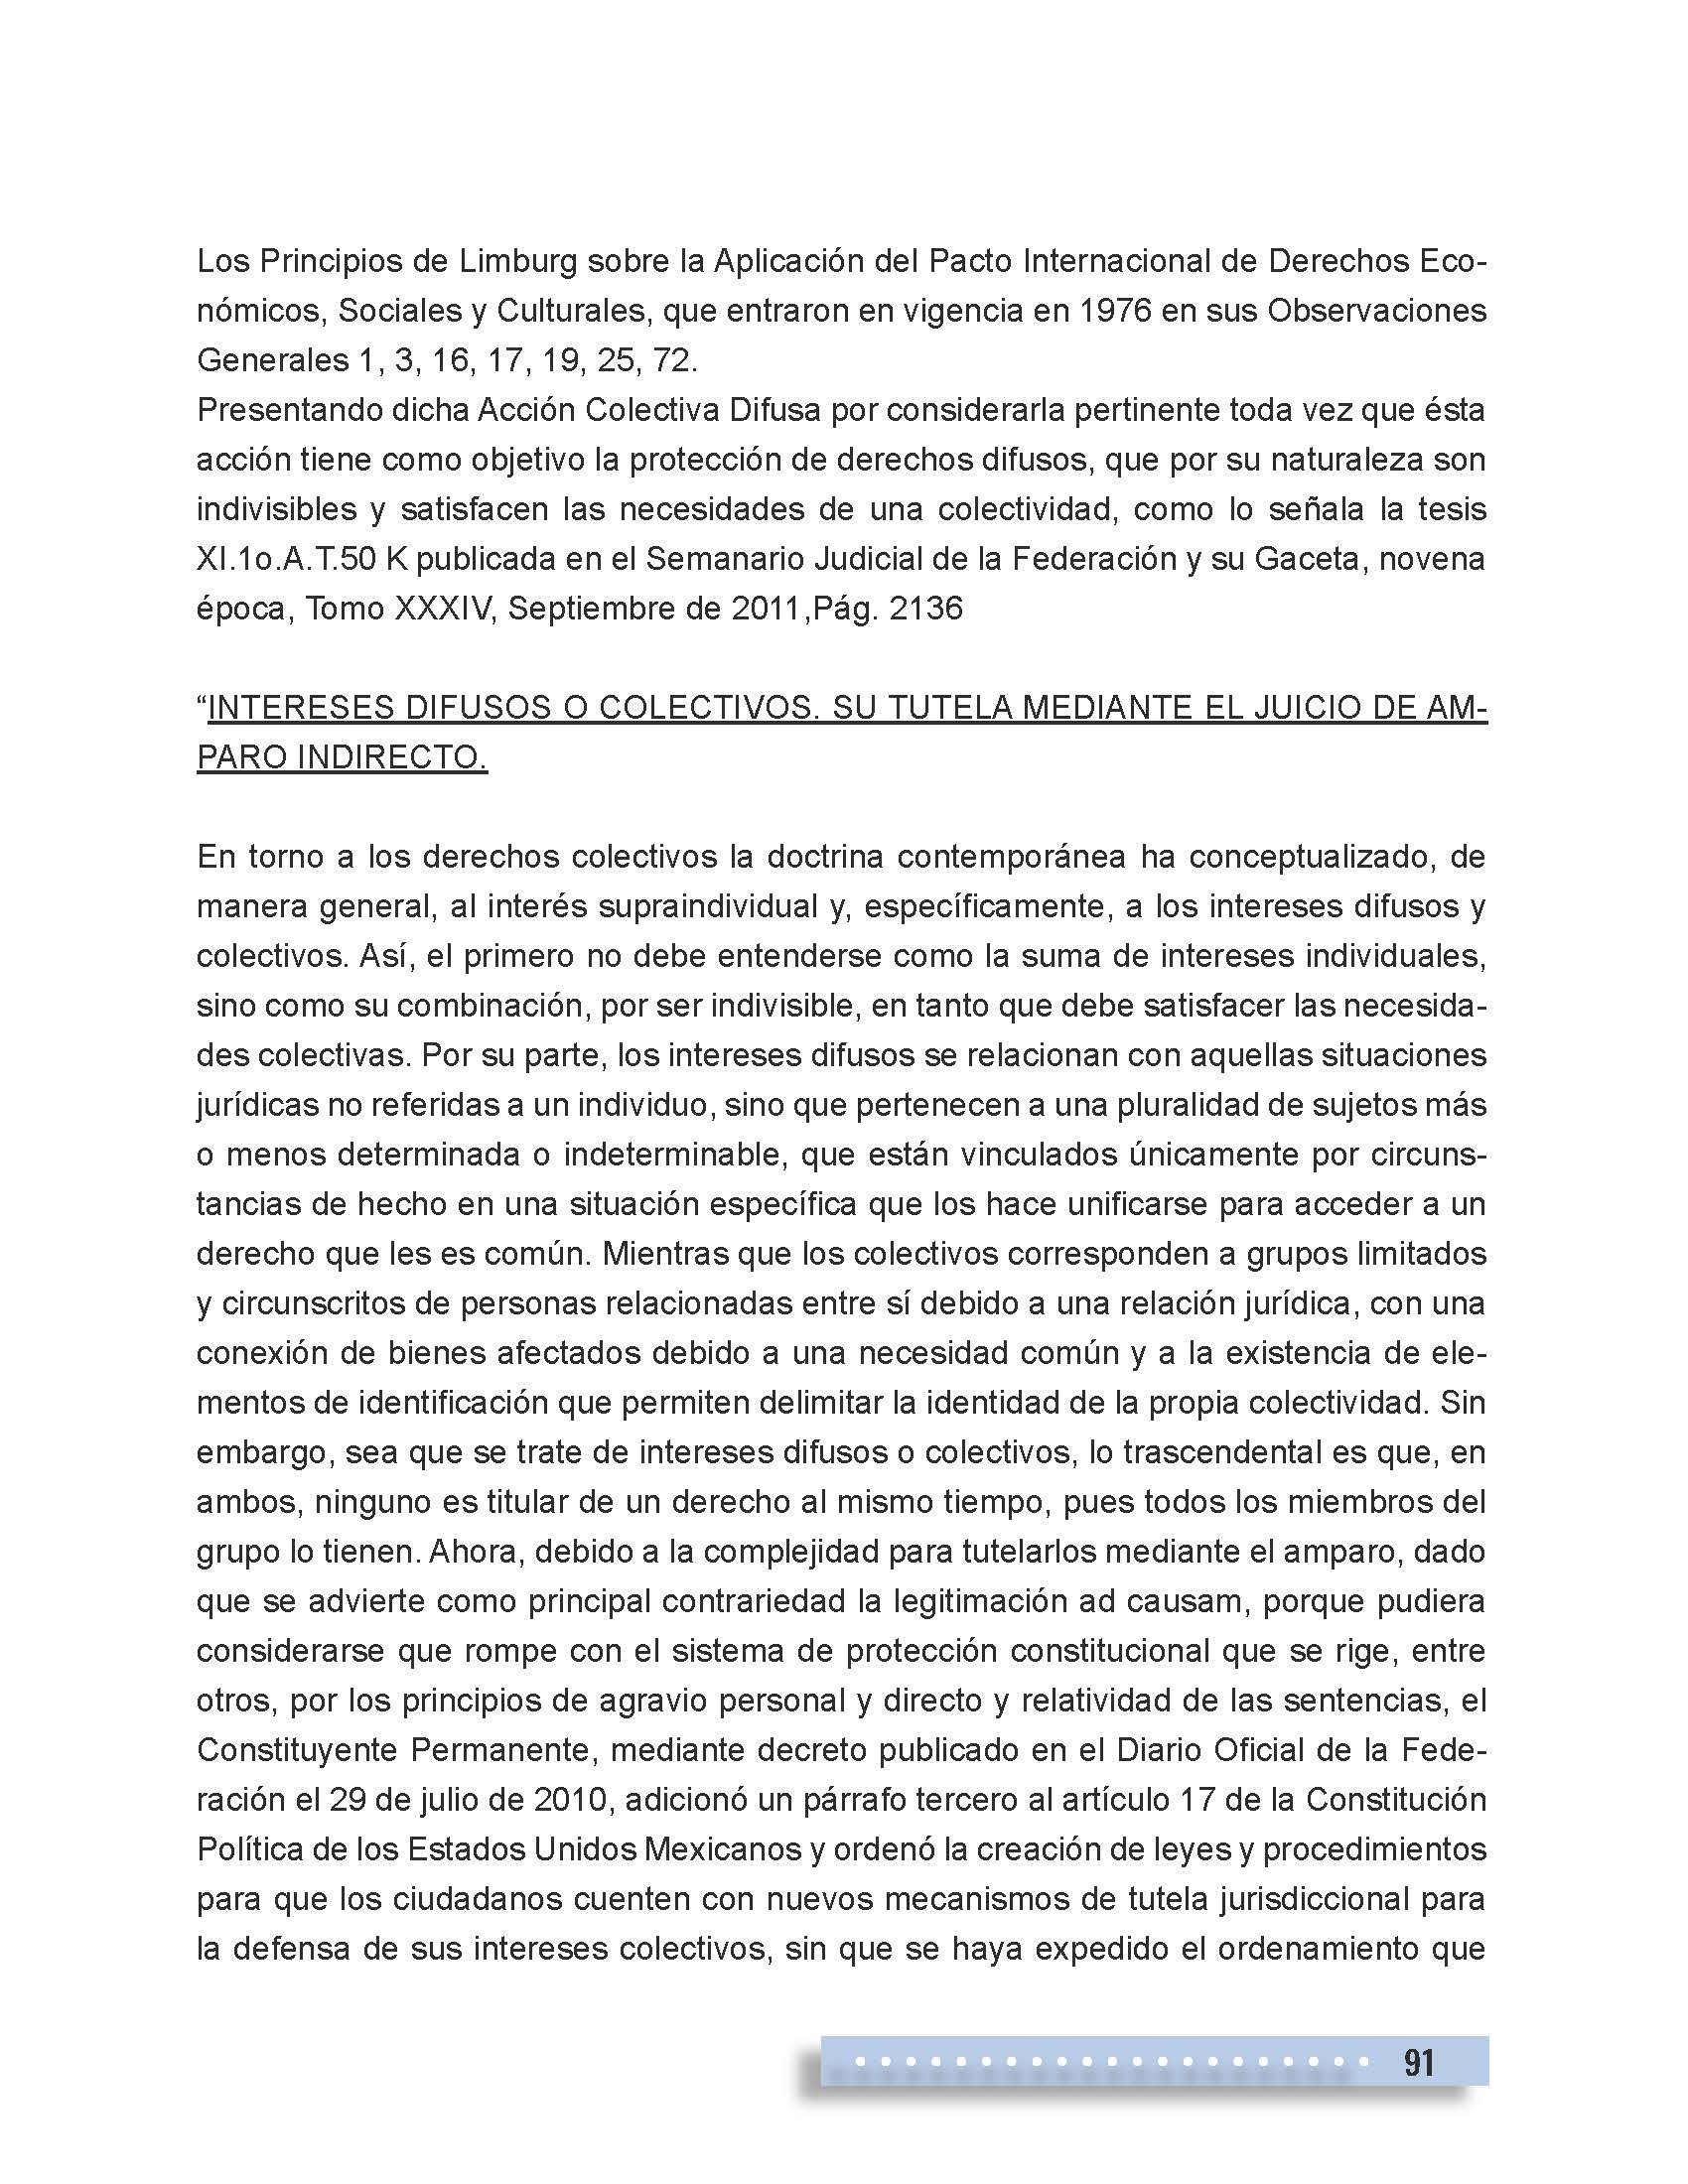 Los Principios de Limburg sobre la Aplicación del Pacto Internacional de Derechos Eco-
nómicos, Sociales y Culturales, que entraron en vigencia en 1976 en sus Observaciones
Generales 1, 3, 16, 17, 19, 25, 72.
Presentando dicha Acción Colectiva Difusa por considerarla pertinente toda vez que ésta
acción tiene como objetivo la protección de derechos difusos, que por su naturaleza son
indivisibles y satisfacen las necesidades de una colectividad, como lo señala la tesis
XI.1o.A.T.50 K publicada en el Semanario Judicial de la Federación y su Gaceta, novena
época, Tomo XXXIV, Septiembre de 2011,Pág. 2136
“INTERESES DIFUSOS O COLECTIVOS. SU TUTELA MEDIANTE EL JUICIO DE AM-
PARO INDIRECTO.
En torno a los derechos colectivos la doctrina contemporánea ha conceptualizado, de
manera general, al interés supraindividual y, específicamente, a los intereses difusos y
colectivos. Así, el primero no debe entenderse como la suma de intereses individuales,
sino como su combinación, por ser indivisible, en tanto que debe satisfacer las necesida-
des colectivas. Por su parte, los intereses difusos se relacionan con aquellas situaciones
jurídicas no referidas a un individuo, sino que pertenecen a una pluralidad de sujetos más
o menos determinada o indeterminable, que están vinculados únicamente por circuns-
tancias de hecho en una situación específica que los hace unificarse para acceder a un
derecho que les es común. Mientras que los colectivos corresponden a grupos limitados
y circunscritos de personas relacionadas entre sí debido a una relación jurídica, con una
conexión de bienes afectados debido a una necesidad común y a la existencia de ele-
mentos de identificación que permiten delimitar la identidad de la propia colectividad. Sin
embargo, sea que se trate de intereses difusos o colectivos, lo trascendental es que, en
ambos, ninguno es titular de un derecho al mismo tiempo, pues todos los miembros del
grupo lo tienen. Ahora, debido a la complejidad para tutelarlos mediante el amparo, dado
que se advierte como principal contrariedad la legitimación ad causam, porque pudiera
considerarse que rompe con el sistema de protección constitucional que se rige, entre
otros, por los principios de agravio personal y directo y relatividad de las sentencias, el
Constituyente Permanente, mediante decreto publicado en el Diario Oficial de la Fede-
ración el 29 de julio de 2010, adicionó un párrafo tercero al artículo 17 de la Constitución
Política de los Estados Unidos Mexicanos y ordenó la creación de leyes y procedimientos
para que los ciudadanos cuenten con nuevos mecanismos de tutela jurisdiccional para
la defensa de sus intereses colectivos, sin que se haya expedido el ordenamiento que
91